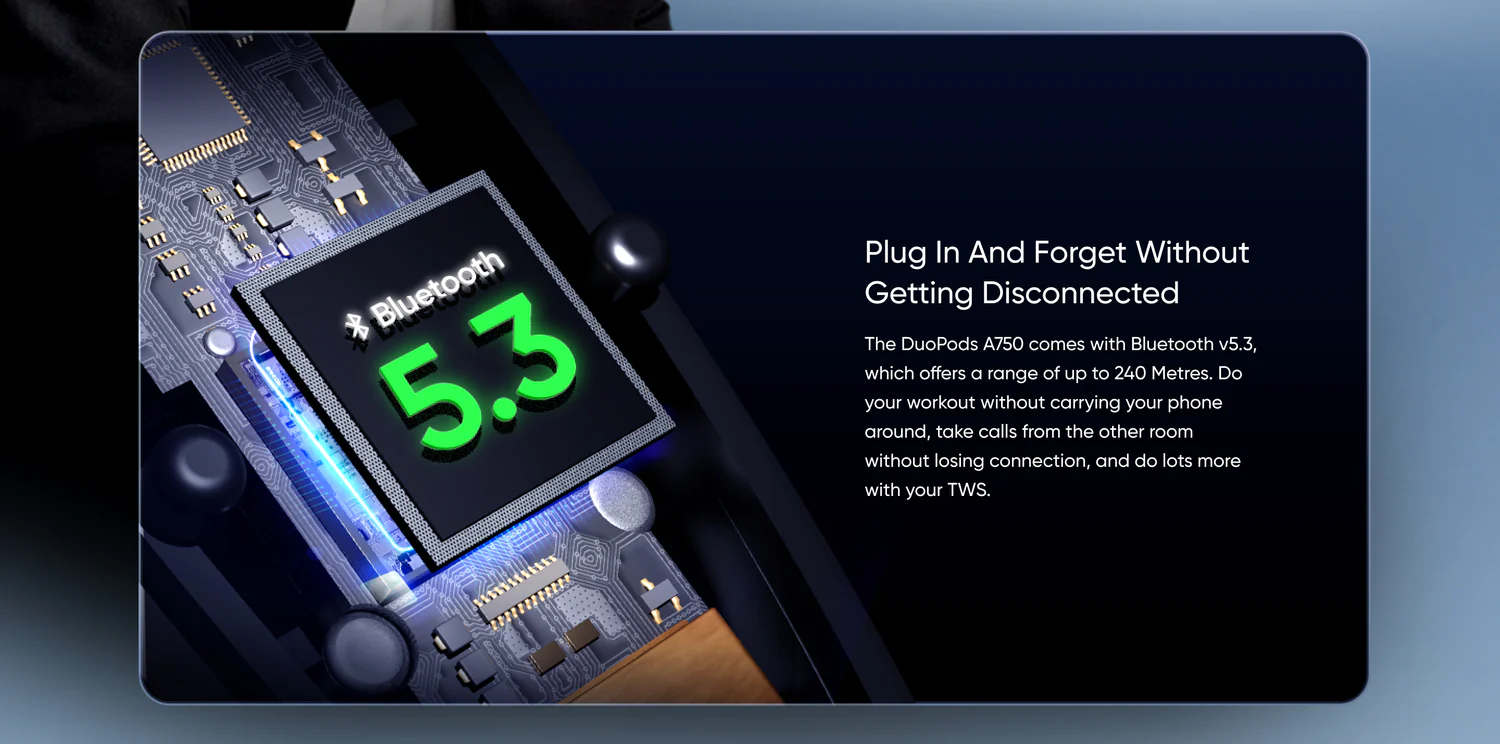 Bluetooth
5.3
Plug In And Forget Without
Getting Disconnected
The DuoPods A750 comes with Bluetooth v5.3,
which offers a range of up to 240 Metres. Do
your workout without carrying your phone
around, take calls from the other room
without losing connection, and do lots more
with your TWS.